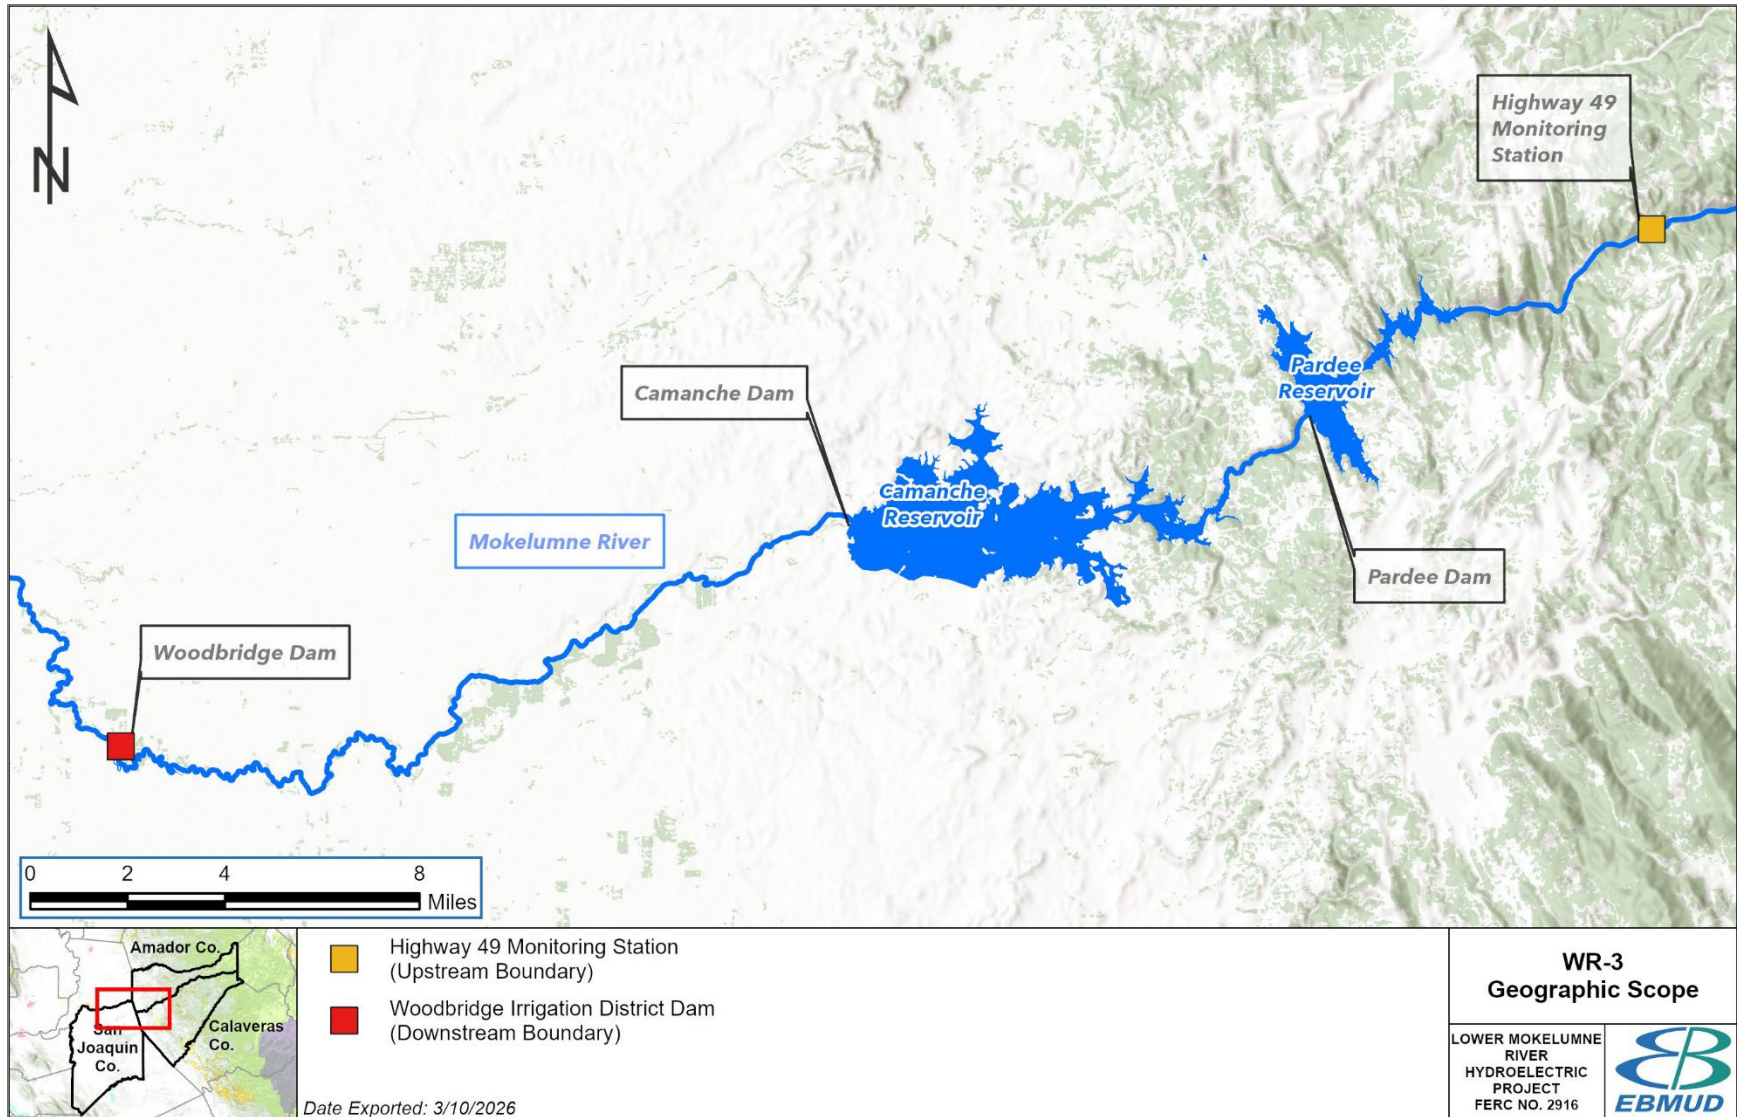 N
Highway 49
Monitoring
Station
Pardee
Reservoir
Camanche Dam
Camanche
Reservoir
Mokelumne River
Pardee Dam
Woodbridge Dam
0 2 4 8
Miles
Amador Co.
San
Joaquin
Co.
Calaveras
Co.
Highway 49 Monitoring Station
(Upstream Boundary)
Woodbridge Irrigation District Dam
(Downstream Boundary)
Date Exported: 3/10/2026
WR-3
Geographic Scope
LOWER MOKELUMNE
RIVER
HYDROELECTRIC
PROJECT
FERC NO. 2916
EBMUD